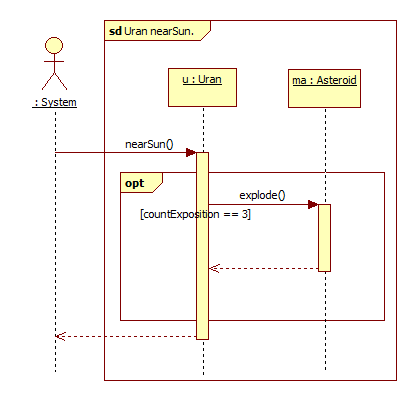 sd Uran nearSun.
: System
u : Uran
ma : Asteroid
nearSun()
opt
explode()
[countExposition == 3]